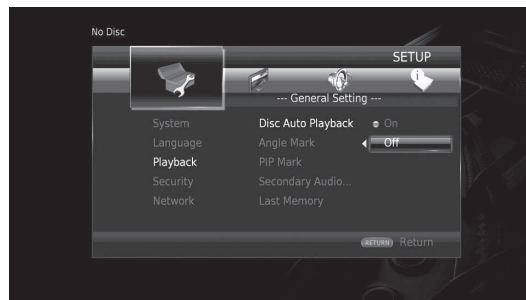 No Disc
SETUP
--- General Setting ---
System
Disc Auto Playback
On
Language
Angle Mark
Off
Playback
PIP Mark
Security
Secondary Audio...
Network
Last Memory
RETURN Return